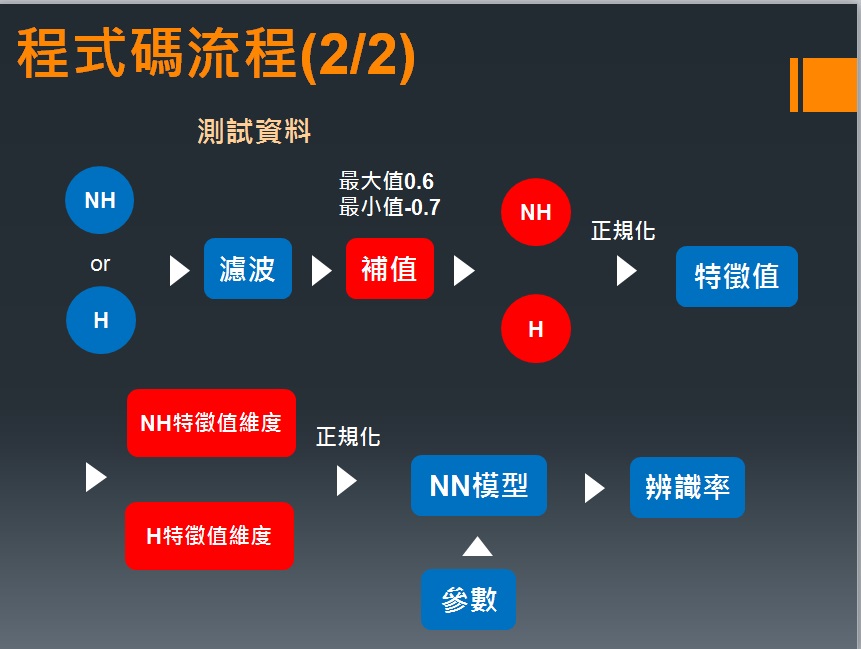 程式碼流程(2/2)
測試資料
NH
or
H
濾波
最大值0.6
最小值-0.7
補值
NH
H
正規化
特徵值
NH特徵值維度
H特徵值維度
正規化
NN模型
參數
辨識率